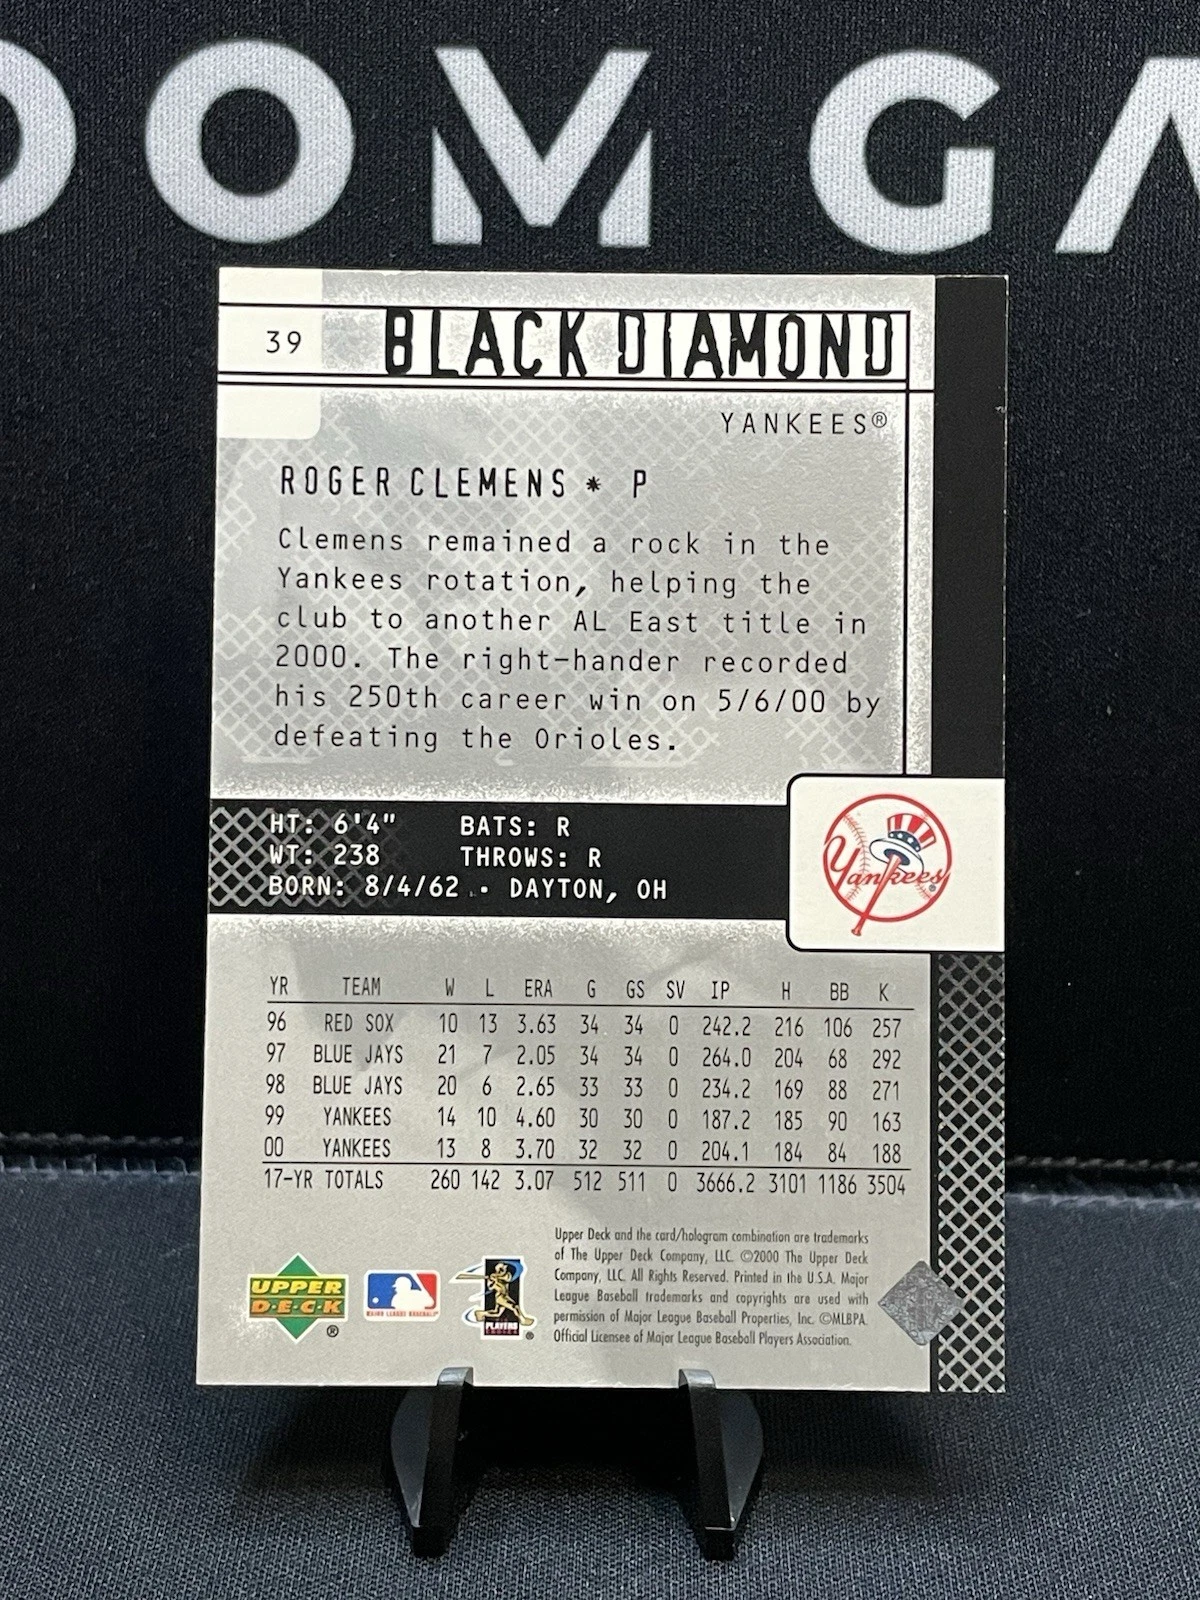 OOM GA
39
BLACK DIAMOND
YANKEES®
ROGER CLEMENS * P
Clemens remained a rock in the
Yankees rotation, helping the
club to another AL East title in
2000. The right-hander recorded
his 250th career win on 5/6/00 by
defeating the Orioles.
HT: 6'4" BATS: R
WT: 238 THROWS: R
BORN: 8/4/62 • DAYTON, OH
Yankees®
YR TEAM W L ERA G GS SV IP H BB K
96 RED SOX 10 13 3.63 34 34 0 242.2 216 106 257
97 BLUE JAYS 21 7 2.05 34 34 0 264.0 204 68 292
98 BLUE JAYS 20 6 2.65 33 33 0 234.2 169 88 271
99 YANKEES 14 10 4.60 30 30 0 187.2 185 90 163
00 YANKEES 13 8 3.70 32 32 0 204.1 184 84 188
17-YR TOTALS 260 142 3.07 512 511 0 3666.2 3101 1186 3504
Upper Deck and the card/hologram combination are trademarks
of The Upper Deck Company, LLC. ©2000 The Upper Deck
Company, LLC. All Rights Reserved. Printed in the U.S.A. Major
League Baseball trademarks and copyrights are used with
permission of Major League Baseball Properties, Inc. ©MLBPA
Official Licensee of Major League Baseball Players Association.
UPPER
DECK®
MAJOR LEAGUE BASEBALL
PLAYERS
CHOICE®